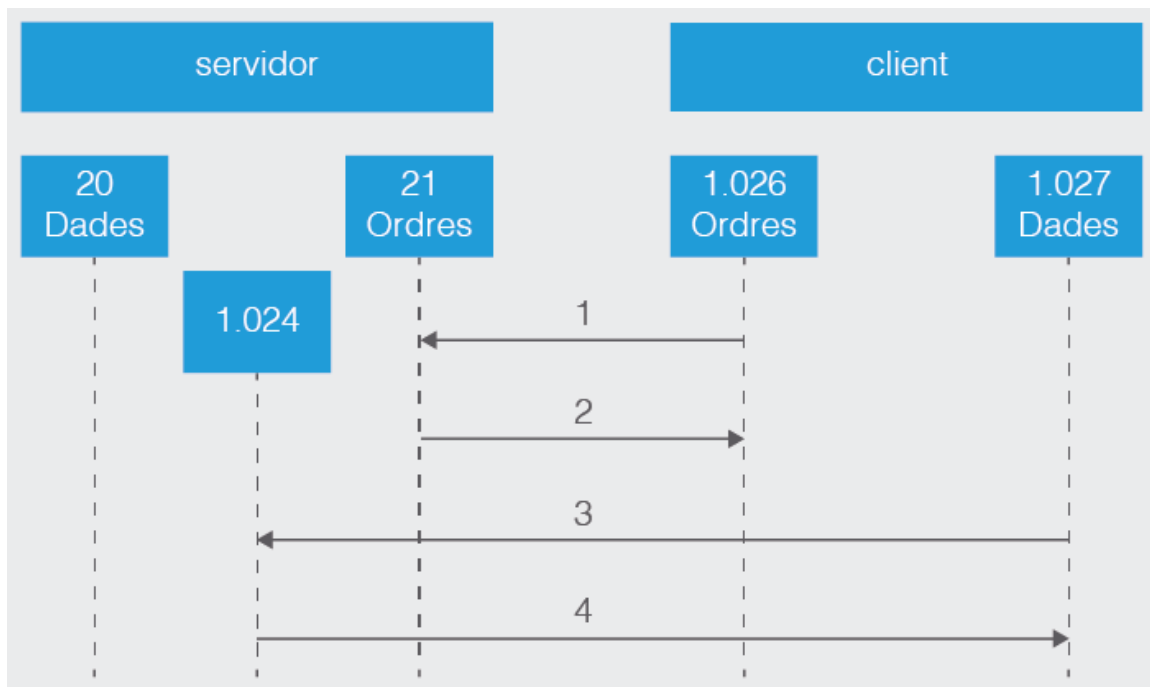 servidor
client
20
Dades
21
Ordres
1.026
Ordres
1.027
Dades
1.024
1
2
3
4